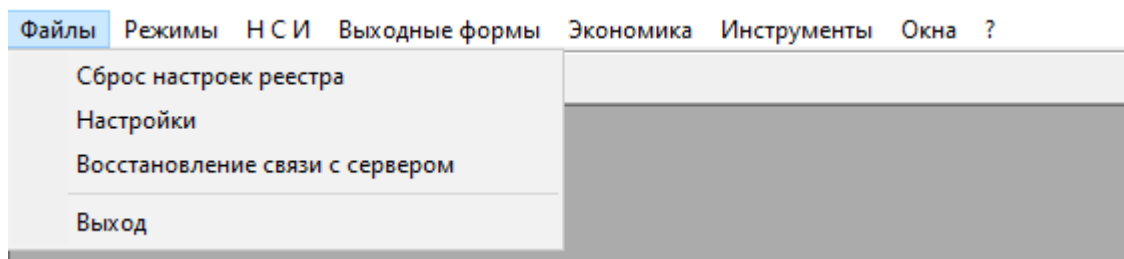 Файлы Режимы Н С И Выходные формы Экономика Инструменты Окна ?
Сброс настроек реестра
Настройки
Восстановление связи с сервером
Выход